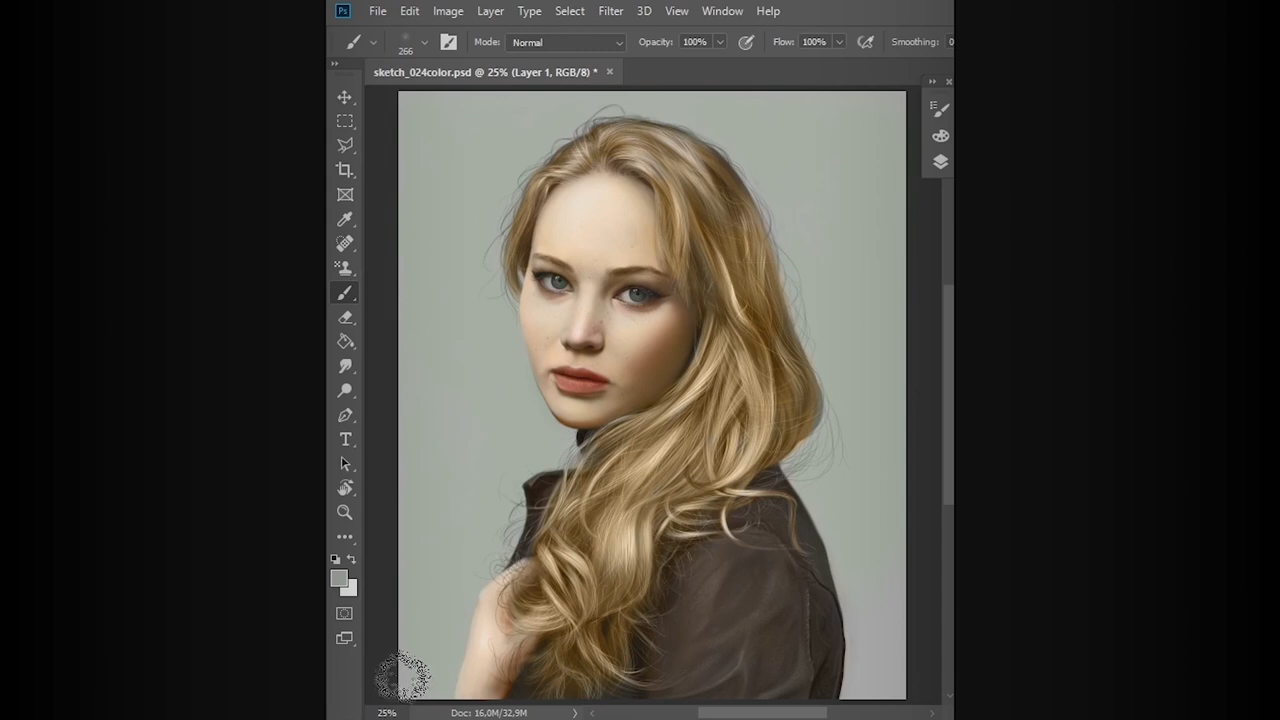 Ps File Edit Image Layer Type Select Filter 3D View Window Help
266 Mode: Normal Opacity: 100% Flow: 100% Smoothing: 0
sketch_024color.psd @ 25% (Layer 1, RGB/8) * ×
T
25% Doc: 16,0M/32,9M